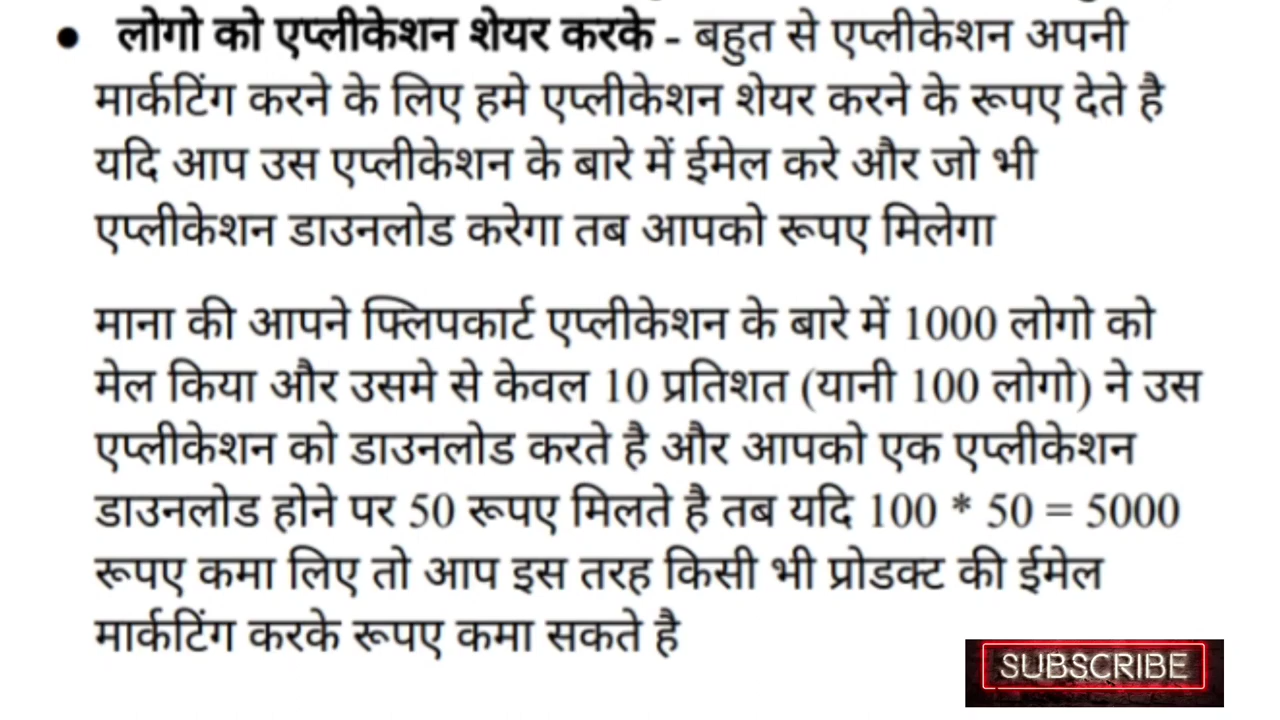 ● लोगो को एप्लीकेशन शेयर करके - बहुत से एप्लीकेशन अपनी
मार्कटिंग करने के लिए हमे एप्लीकेशन शेयर करने के रूपए देते है
यदि आप उस एप्लीकेशन के बारे में ईमेल करे और जो भी
एप्लीकेशन डाउनलोड करेगा तब आपको रूपए मिलेगा
माना की आपने फ्लिपकार्ट एप्लीकेशन के बारे में 1000 लोगो को
मेल किया और उसमे से केवल 10 प्रतिशत (यानी 100 लोगो) ने उस
एप्लीकेशन को डाउनलोड करते है और आपको एक एप्लीकेशन
डाउनलोड होने पर 50 रूपए मिलते है तब यदि 100 * 50 = 5000
रूपए कमा लिए तो आप इस तरह किसी भी प्रोडक्ट की ईमेल
मार्कटिंग करके रूपए कमा सकते है
SUBSCRIBE